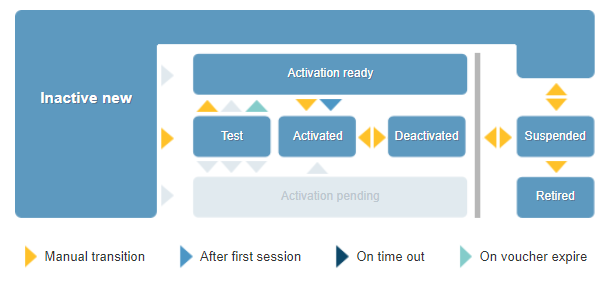 Activation ready
Inactive new
Test
Activated
Deactivated
Suspended
Activation pending
Retired
Manual transition
After first session
On time out
On voucher expire